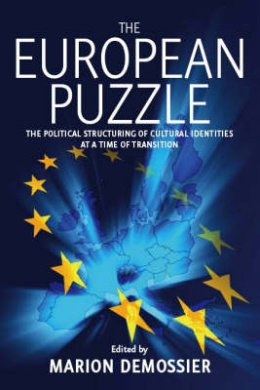 THE
EUROPEAN
PUZZLE
THE POLITICAL STRUCTURING OF CULTURAL IDENTITIES
AT A TIME OF TRANSITION
Edited by
MARION DEMOSSIER